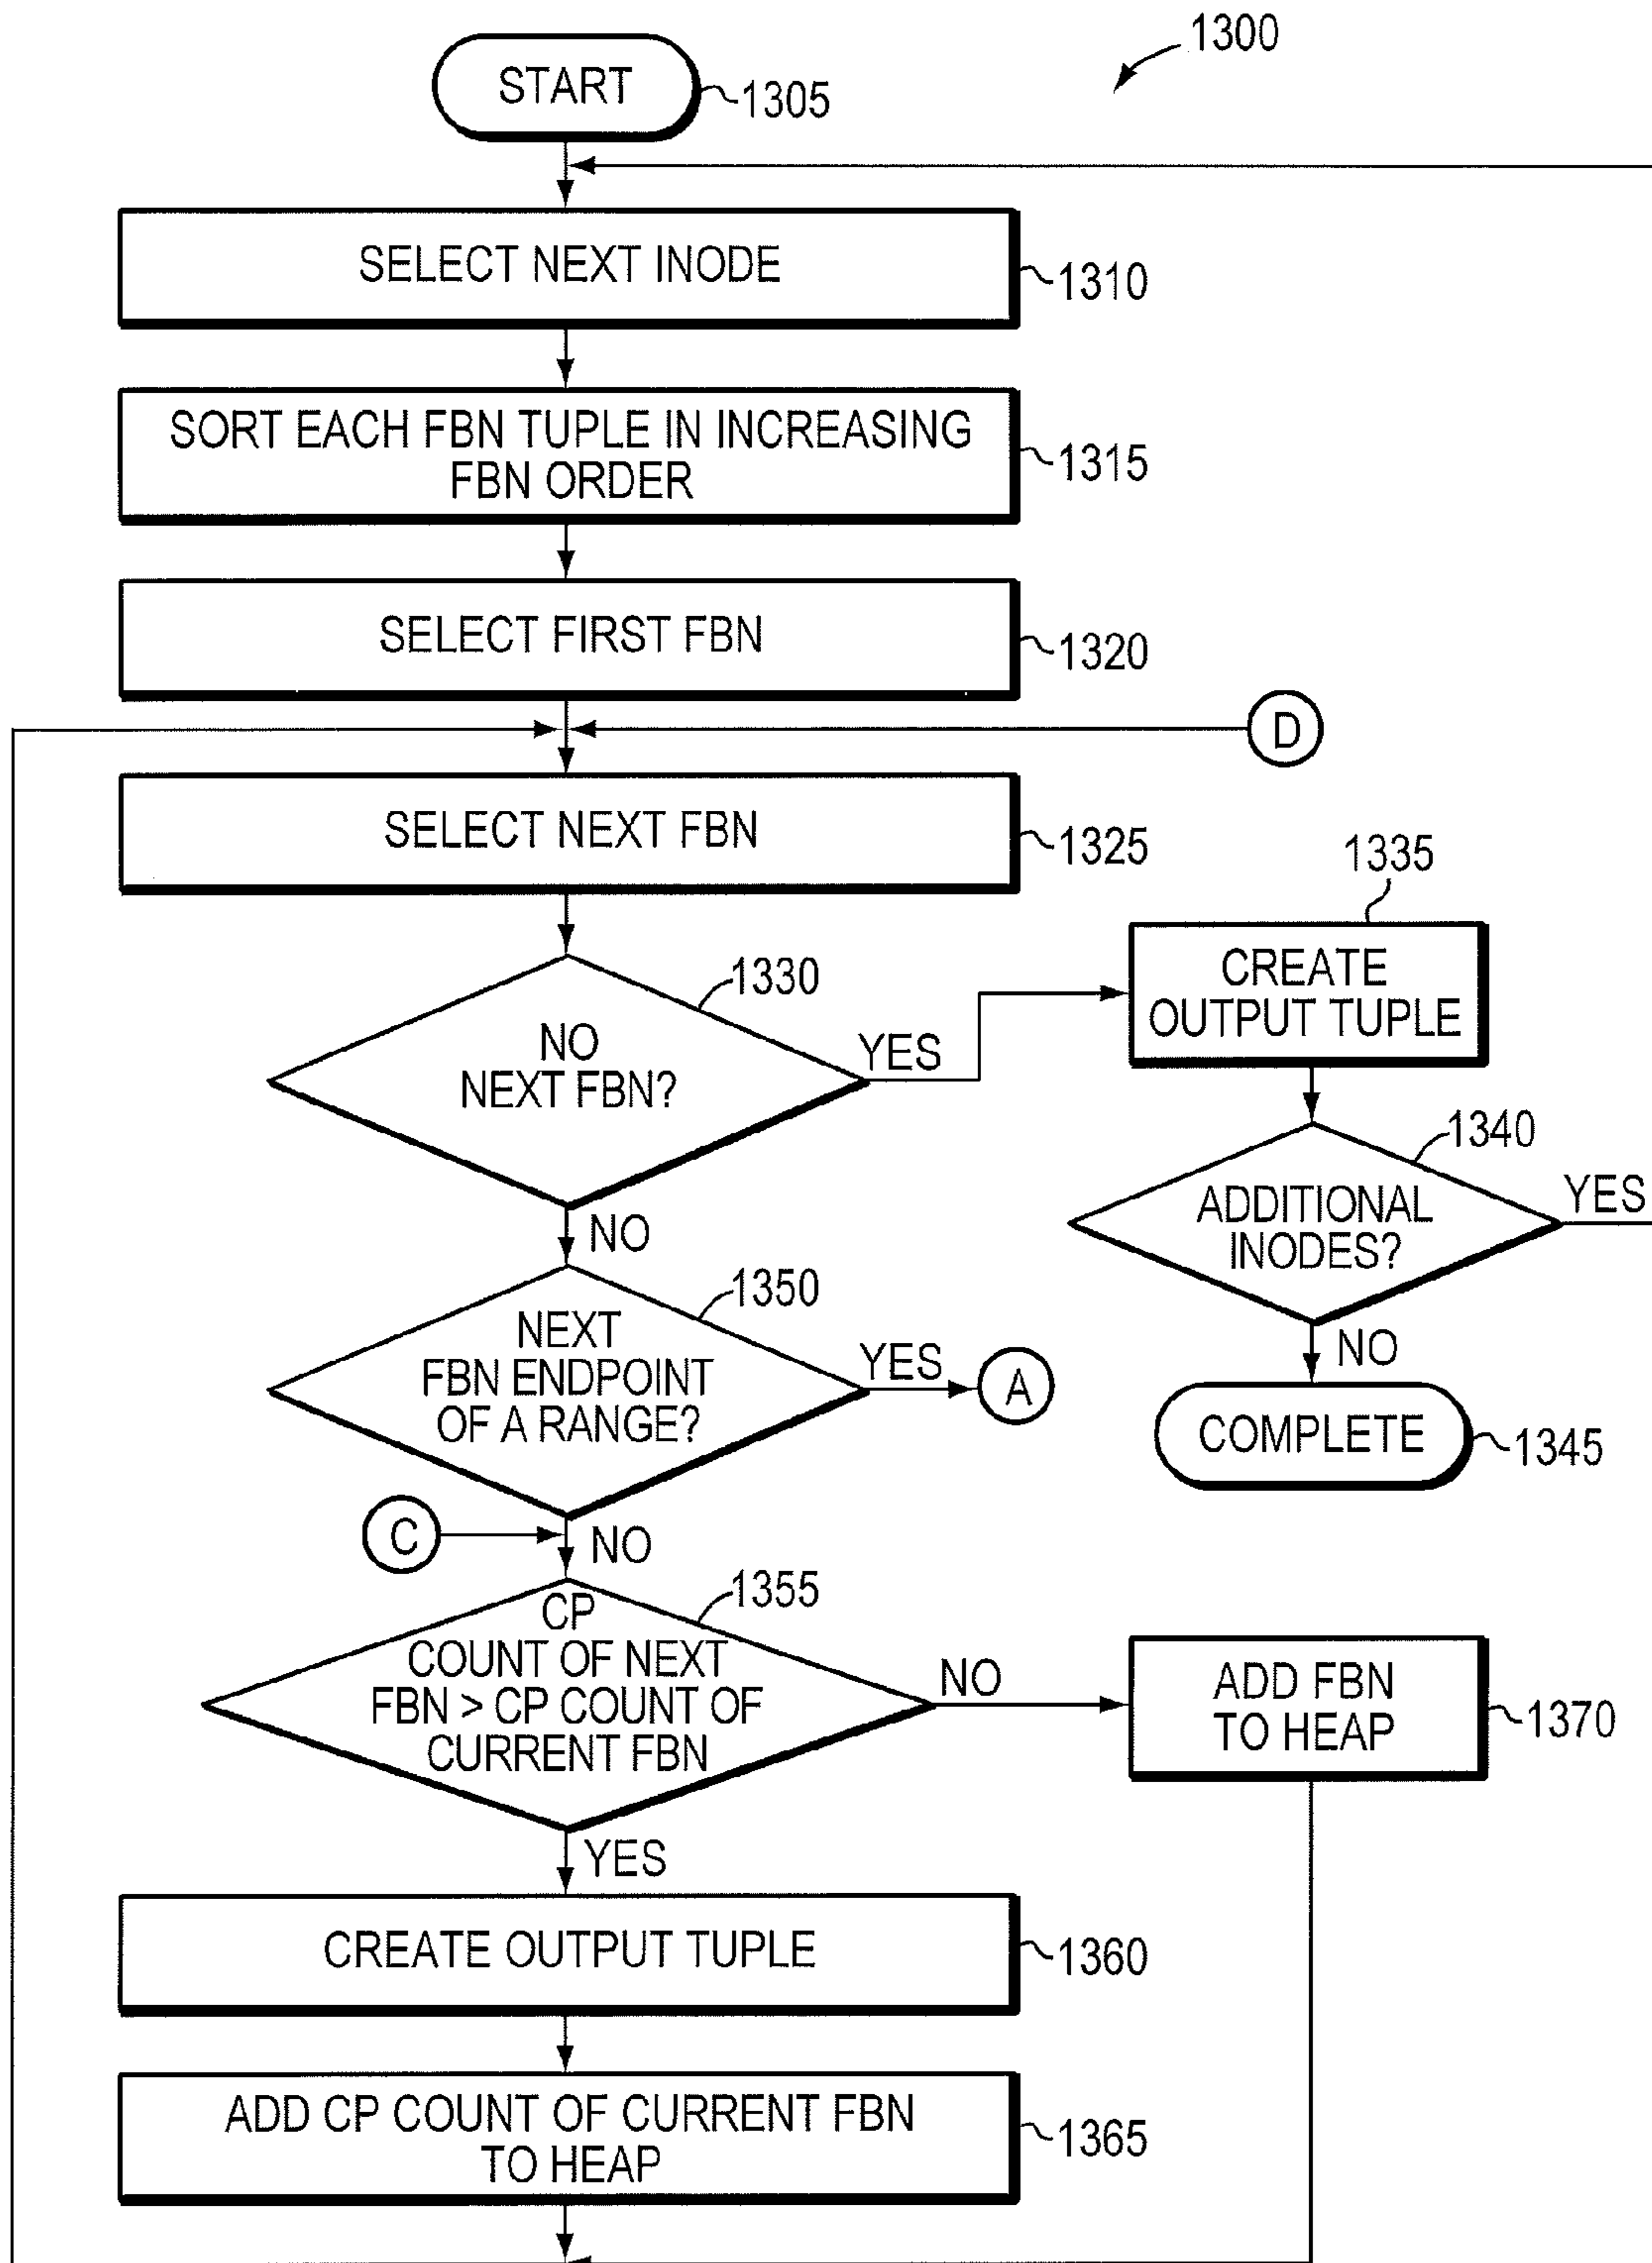 1300
START
1305
SELECT NEXT INODE
1310
SORT EACH FBN TUPLE IN INCREASING
FBN ORDER
1315
SELECT FIRST FBN
1320
D
SELECT NEXT FBN
1325
1335
CREATE
OUTPUT TUPLE
1330
NO
NEXT FBN?
YES
1340
ADDITIONAL
INODES?
YES
NO
NO
1350
NEXT
FBN ENDPOINT
OF A RANGE?
YES
A
COMPLETE
1345
C
NO
1355
CP
COUNT OF NEXT
FBN > CP COUNT OF
CURRENT FBN
NO
ADD FBN
TO HEAP
1370
YES
CREATE OUTPUT TUPLE
1360
ADD CP COUNT OF CURRENT FBN
TO HEAP
1365